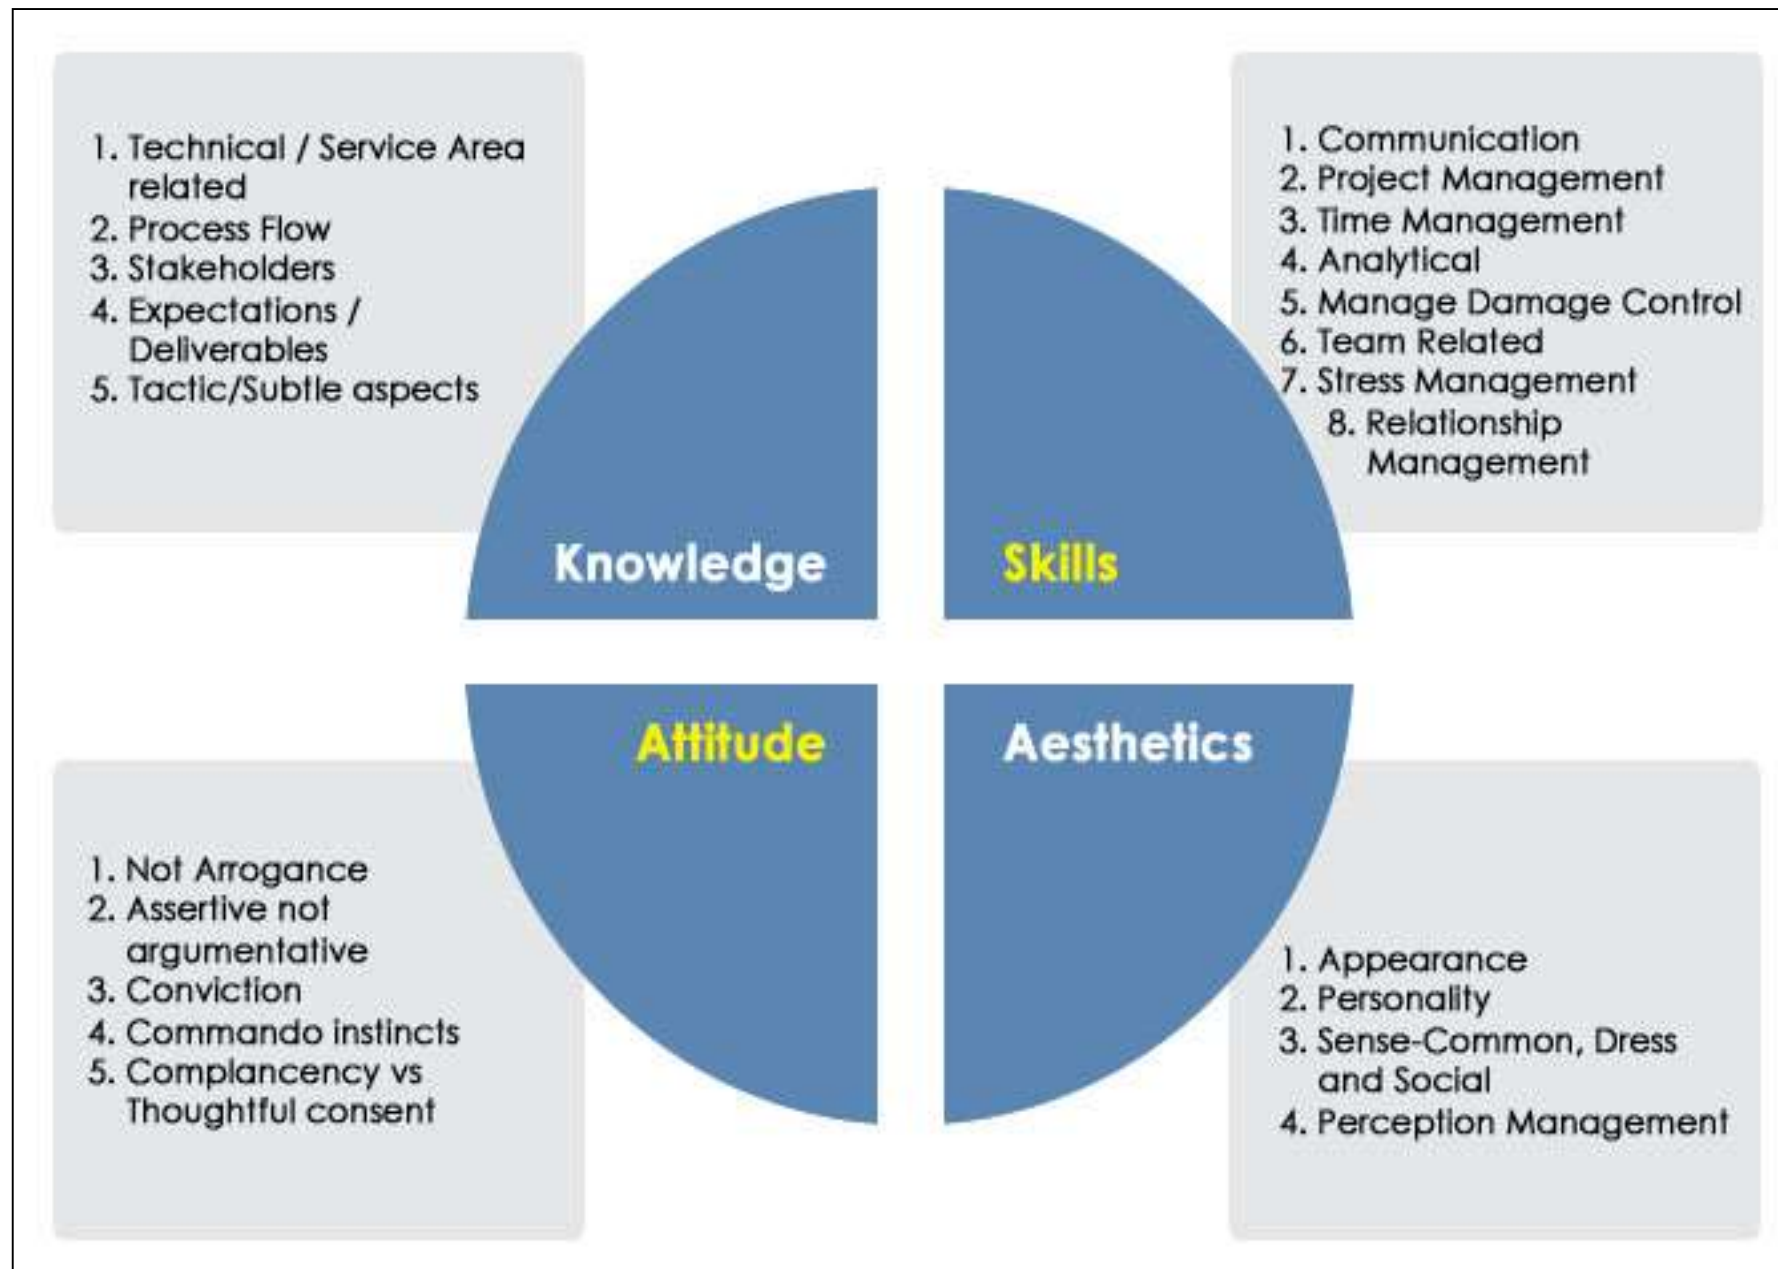 1. Technical / Service Area
related
2. Process Flow
3. Stakeholders
4. Expectations /
Deliverables
5. Tactic/Subtle aspects
1. Communication
2. Project Management
3. Time Management
4. Analytical
5. Manage Damage Control
6. Team Related
7. Stress Management
8. Relationship
Management
Knowledge
Skills
Attitude
Aesthetics
1. Not Arrogance
2. Assertive not
argumentative
3. Conviction
4. Commando instincts
5. Complancency vs
Thoughtful consent
1. Appearance
2. Personality
3. Sense-Common, Dress
and Social
4. Perception Management